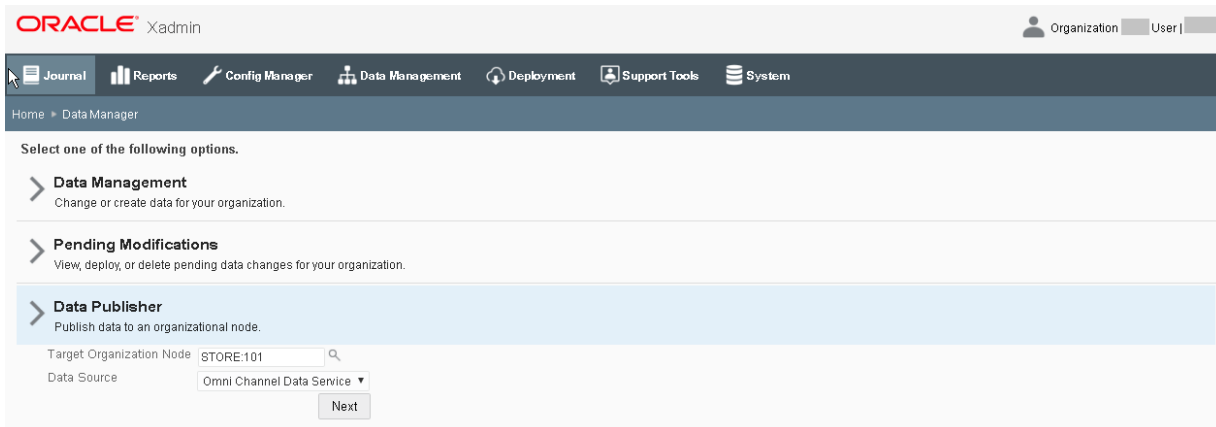 ORACLE® Xadmin
Organization User |
Journal Reports Config Manager Data Management Deployment Support Tools System
Home Data Manager
Select one of the following options.
Data Management
Change or create data for your organization.
Pending Modifications
View, deploy, or delete pending data changes for your organization.
Data Publisher
Publish data to an organizational node.
Target Organization Node STORE:101
Data Source Omni Channel Data Service
Next